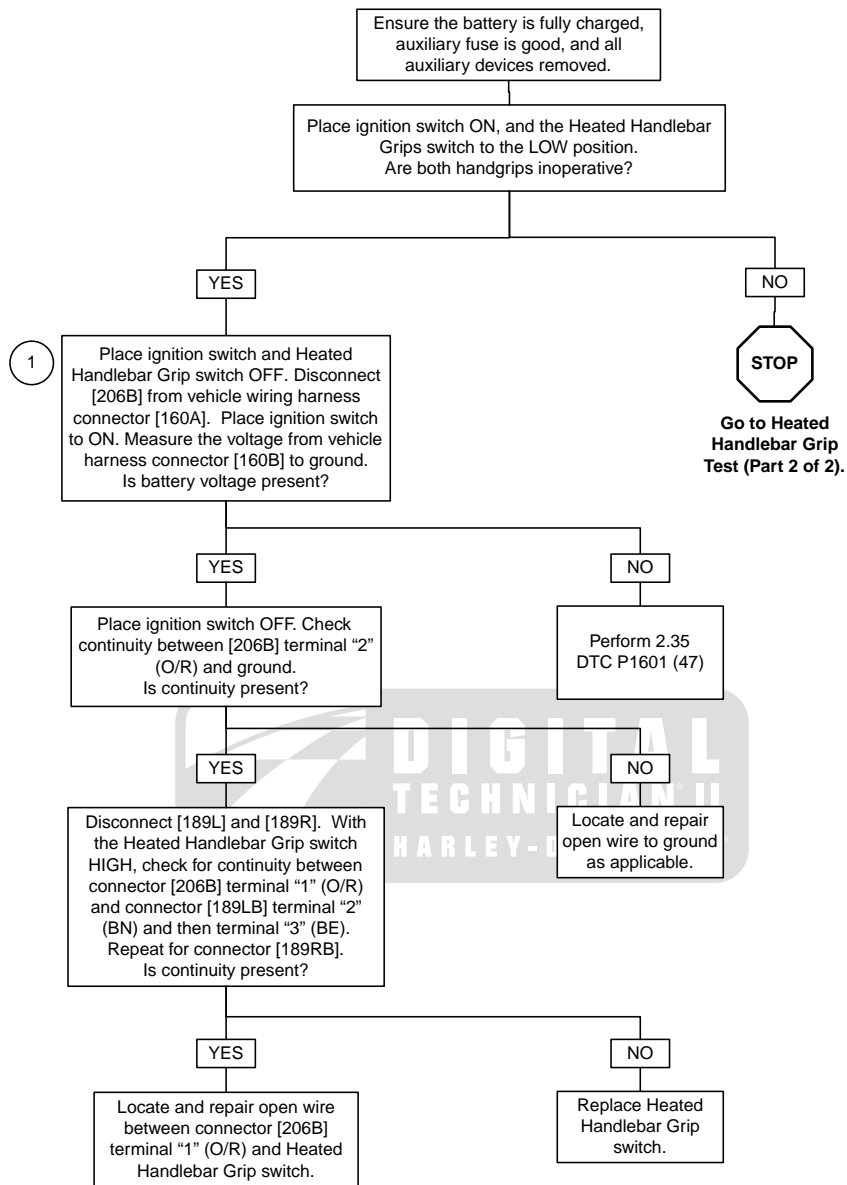 Ensure the battery is fully charged,
auxiliary fuse is good, and all
auxiliary devices removed.
Place ignition switch ON, and the Heated Handlebar
Grips switch to the LOW position.
Are both handgrips inoperative?
YES
NO
1
Place ignition switch and Heated
Handlebar Grip switch OFF. Disconnect
[206B] from vehicle wiring harness
connector [160A].  Place ignition switch
to ON. Measure the voltage from vehicle
harness connector [160B] to ground.
Is battery voltage present?
STOP
Go to Heated
Handlebar Grip
Test (Part 2 of 2).
YES
NO
Place ignition switch OFF. Check
continuity between [206B] terminal “2”
(O/R) and ground.
Is continuity present?
Perform 2.35
DTC P1601 (47)
DIGITAL
TECHNICIAN II
YES
NO
Disconnect [189L] and [189R].  With
the Heated Handlebar Grip switch
HIGH, check for continuity between
connector [206B] terminal “1” (O/R)
and connector [189LB] terminal “2”
(BN) and then terminal “3” (BE).
Repeat for connector [189RB].
Is continuity present?
Locate and repair
open wire to ground
as applicable.
HARLEY-D
YES
NO
Locate and repair open wire
between connector [206B]
terminal “1” (O/R) and Heated
Handlebar Grip switch.
Replace Heated
Handlebar Grip
switch.